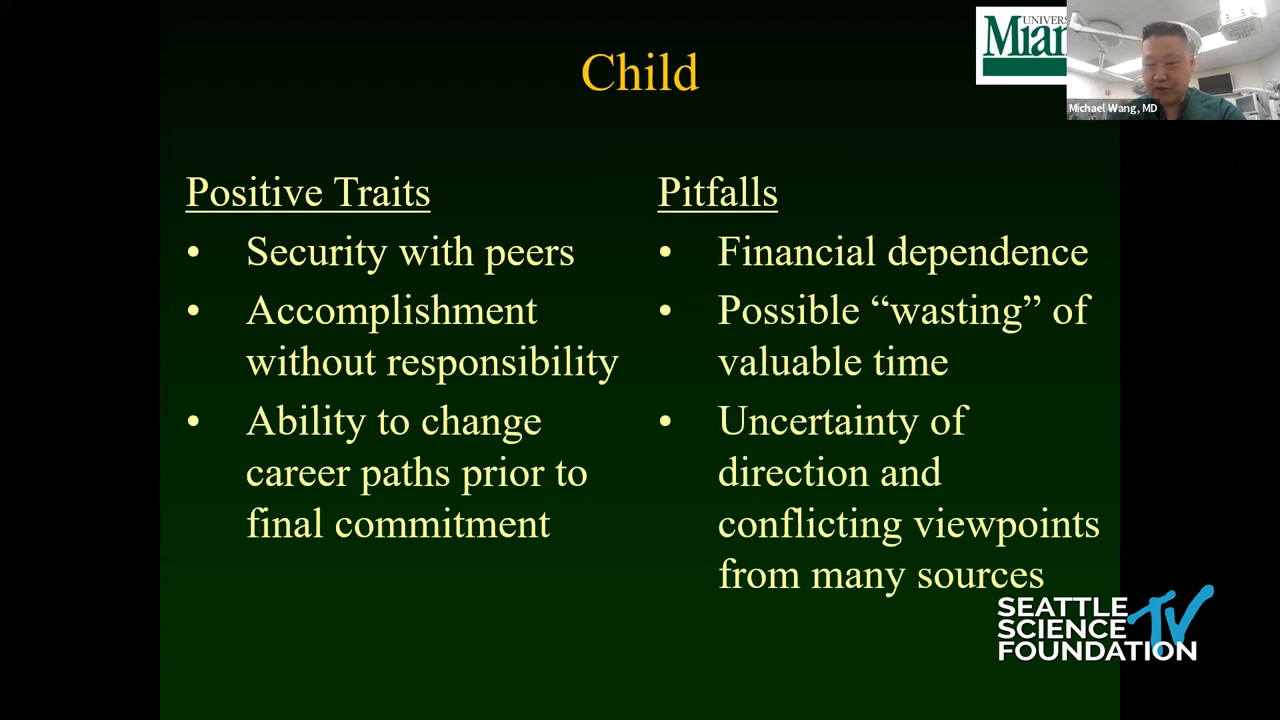 Child
UNIVERS
Miam
Michael Wang, MD
Positive Traits
• Security with peers
• Accomplishment
without responsibility
• Ability to change
career paths prior to
final commitment
Pitfalls
• Financial dependence
• Possible “wasting” of
valuable time
• Uncertainty of
direction and
conflicting viewpoints
from many sources
SEATTLE
SCIENCE
FOUNDATION
TV